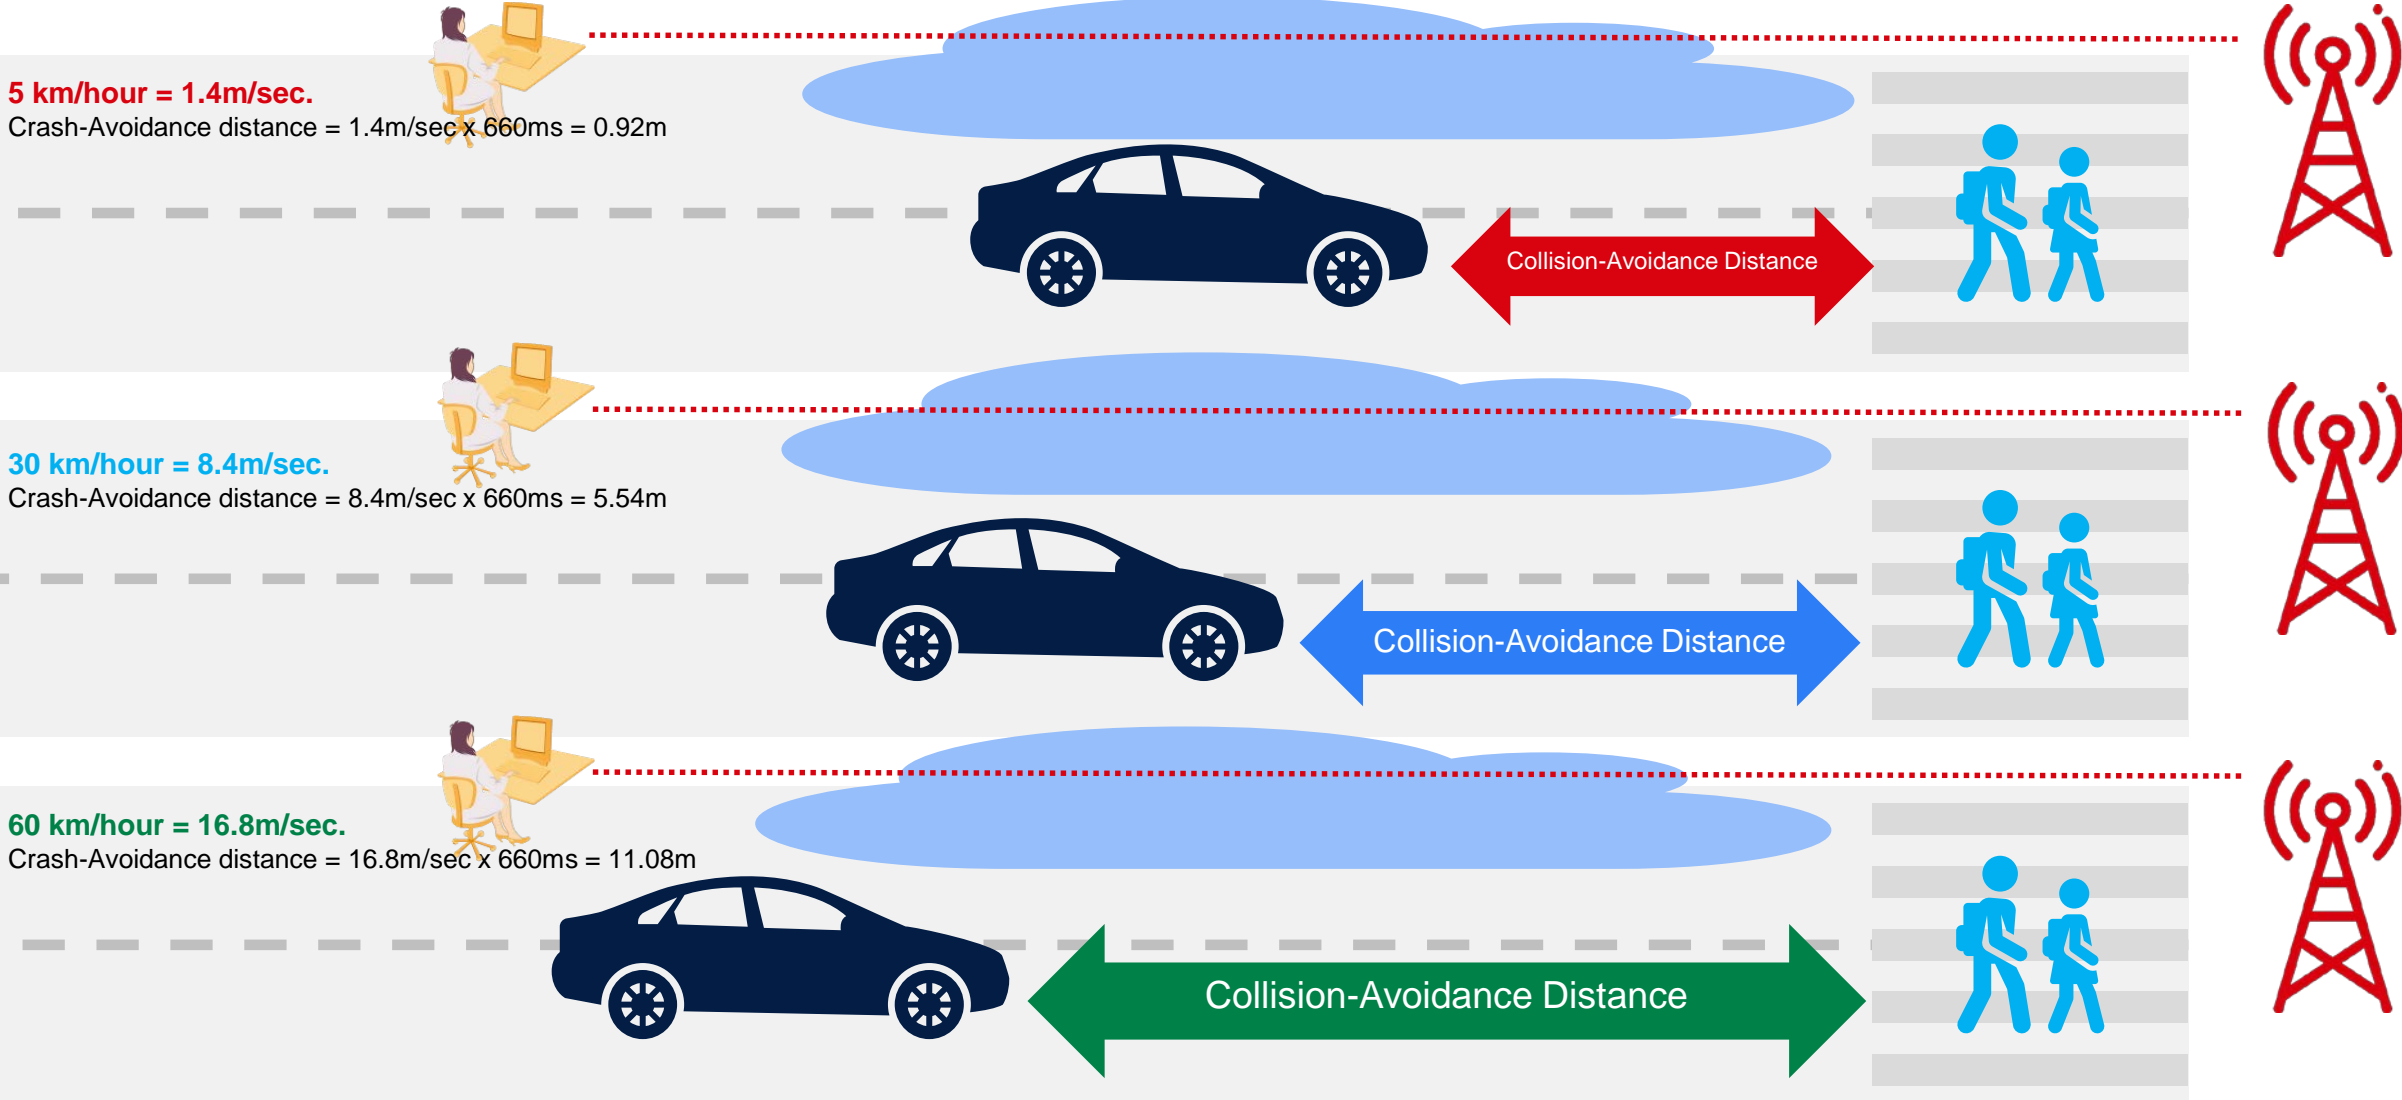 5 km/hour = 1.4m/sec.
Crash-Avoidance distance = 1.4m/sec x 660ms = 0.92m
Collision-Avoidance Distance
30 km/hour = 8.4m/sec.
Crash-Avoidance distance = 8.4m/sec x 660ms = 5.54m
Collision-Avoidance Distance
60 km/hour = 16.8m/sec.
Crash-Avoidance distance = 16.8m/sec x 660ms = 11.08m
Collision-Avoidance Distance